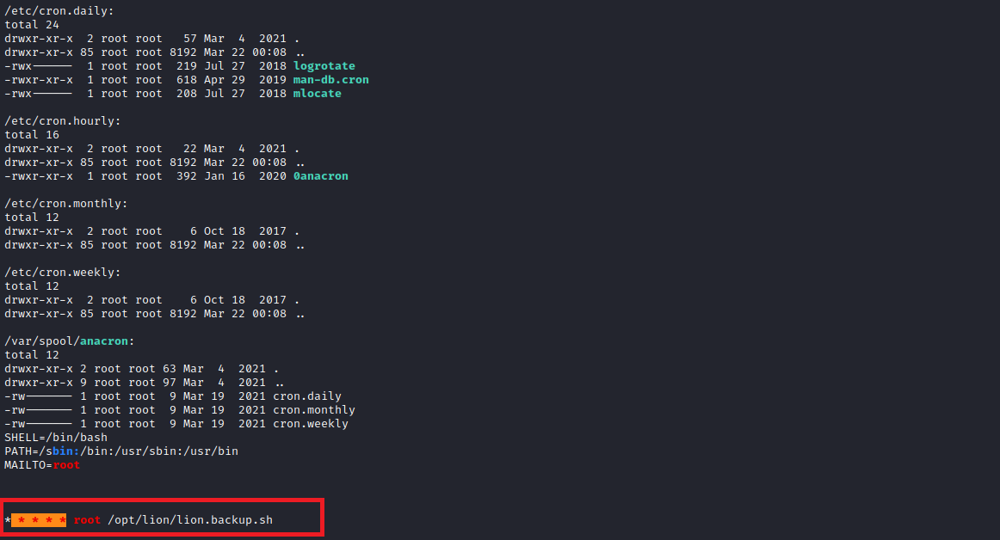 /etc/cron.daily:
total 24
drwxr-xr-x  2 root root   57 Mar  4  2021 .
drwxr-xr-x 85 root root 8192 Mar 22 00:08 ..
-rwx------  1 root root  219 Jul 27  2018 logrotate
-rwxr-xr-x  1 root root  618 Apr 29  2019 man-db.cron
-rwx------  1 root root  208 Jul 27  2018 mlocate
/etc/cron.hourly:
total 16
drwxr-xr-x  2 root root   22 Mar  4  2021 .
drwxr-xr-x 85 root root 8192 Mar 22 00:08 ..
-rwxr-xr-x  1 root root  392 Jan 16  2020 0anacron
/etc/cron.monthly:
total 12
drwxr-xr-x  2 root root    6 Oct 18  2017 .
drwxr-xr-x 85 root root 8192 Mar 22 00:08 ..
/etc/cron.weekly:
total 12
drwxr-xr-x  2 root root    6 Oct 18  2017 .
drwxr-xr-x 85 root root 8192 Mar 22 00:08 ..
/var/spool/anacron:
total 12
drwxr-xr-x 2 root root 63 Mar  4  2021 .
drwxr-xr-x 9 root root 97 Mar  4  2021 ..
-rw------- 1 root root  9 Mar 19  2021 cron.daily
-rw------- 1 root root  9 Mar 19  2021 cron.monthly
-rw------- 1 root root  9 Mar 19  2021 cron.weekly
SHELL=/bin/bash
PATH=/sbin:/bin:/usr/sbin:/usr/bin
MAILTO=root
* * * * * root /opt/lion/lion.backup.sh